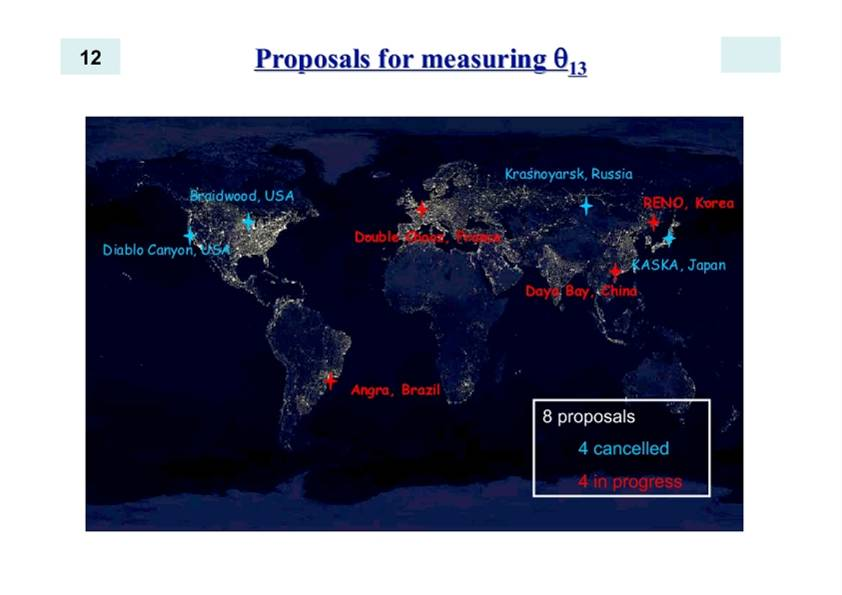 12
Proposals for measuring θ13
Krasnoyarsk, Russia
Braidwood, USA
RENO, Korea
Double Chooz, France
Diablo Canyon, USA
KASKA, Japan
Daya Bay, China
Angra, Brazil
8 proposals
4 cancelled
4 in progress